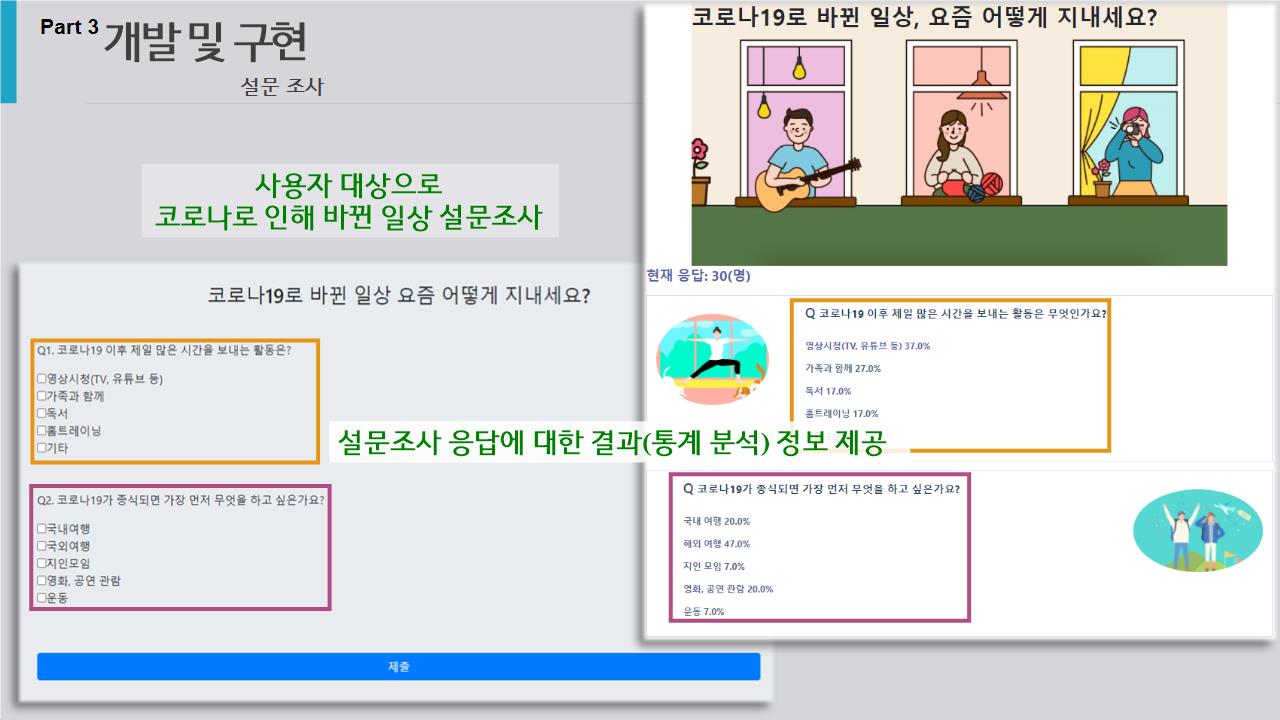 Part 3 개발 및 구현
설문 조사
사용자 대상으로
코로나로 인해 바뀐 일상 설문조사
코로나19로 바뀐 일상 요즘 어떻게 지내세요?
Q1. 코로나19 이후 제일 많은 시간을 보내는 활동은?
영상시청(TV, 유튜브 등)
가족과 함께
독서
홈트레이닝
기타
Q2. 코로나19가 종식되면 가장 먼저 무엇을 하고 싶은가요?
국내여행
국외여행
지인모임
영화, 공연 관람
운동
제출
코로나19로 바뀐 일상, 요즘 어떻게 지내세요?
현재 응답: 30(명)
Q 코로나19 이후 제일 많은 시간을 보내는 활동은 무엇인가요?
영상시청(TV, 유튜브 등) 37.0%
가족과 함께 27.0%
독서 17.0%
홈트레이닝 17.0%
설문조사 응답에 대한 결과(통계 분석) 정보 제공
Q 코로나19가 종식되면 가장 먼저 무엇을 하고 싶은가요?
국내 여행 20.0%
해외 여행 47.0%
지인 모임 7.0%
영화, 공연 관람 20.0%
운동 7.0%